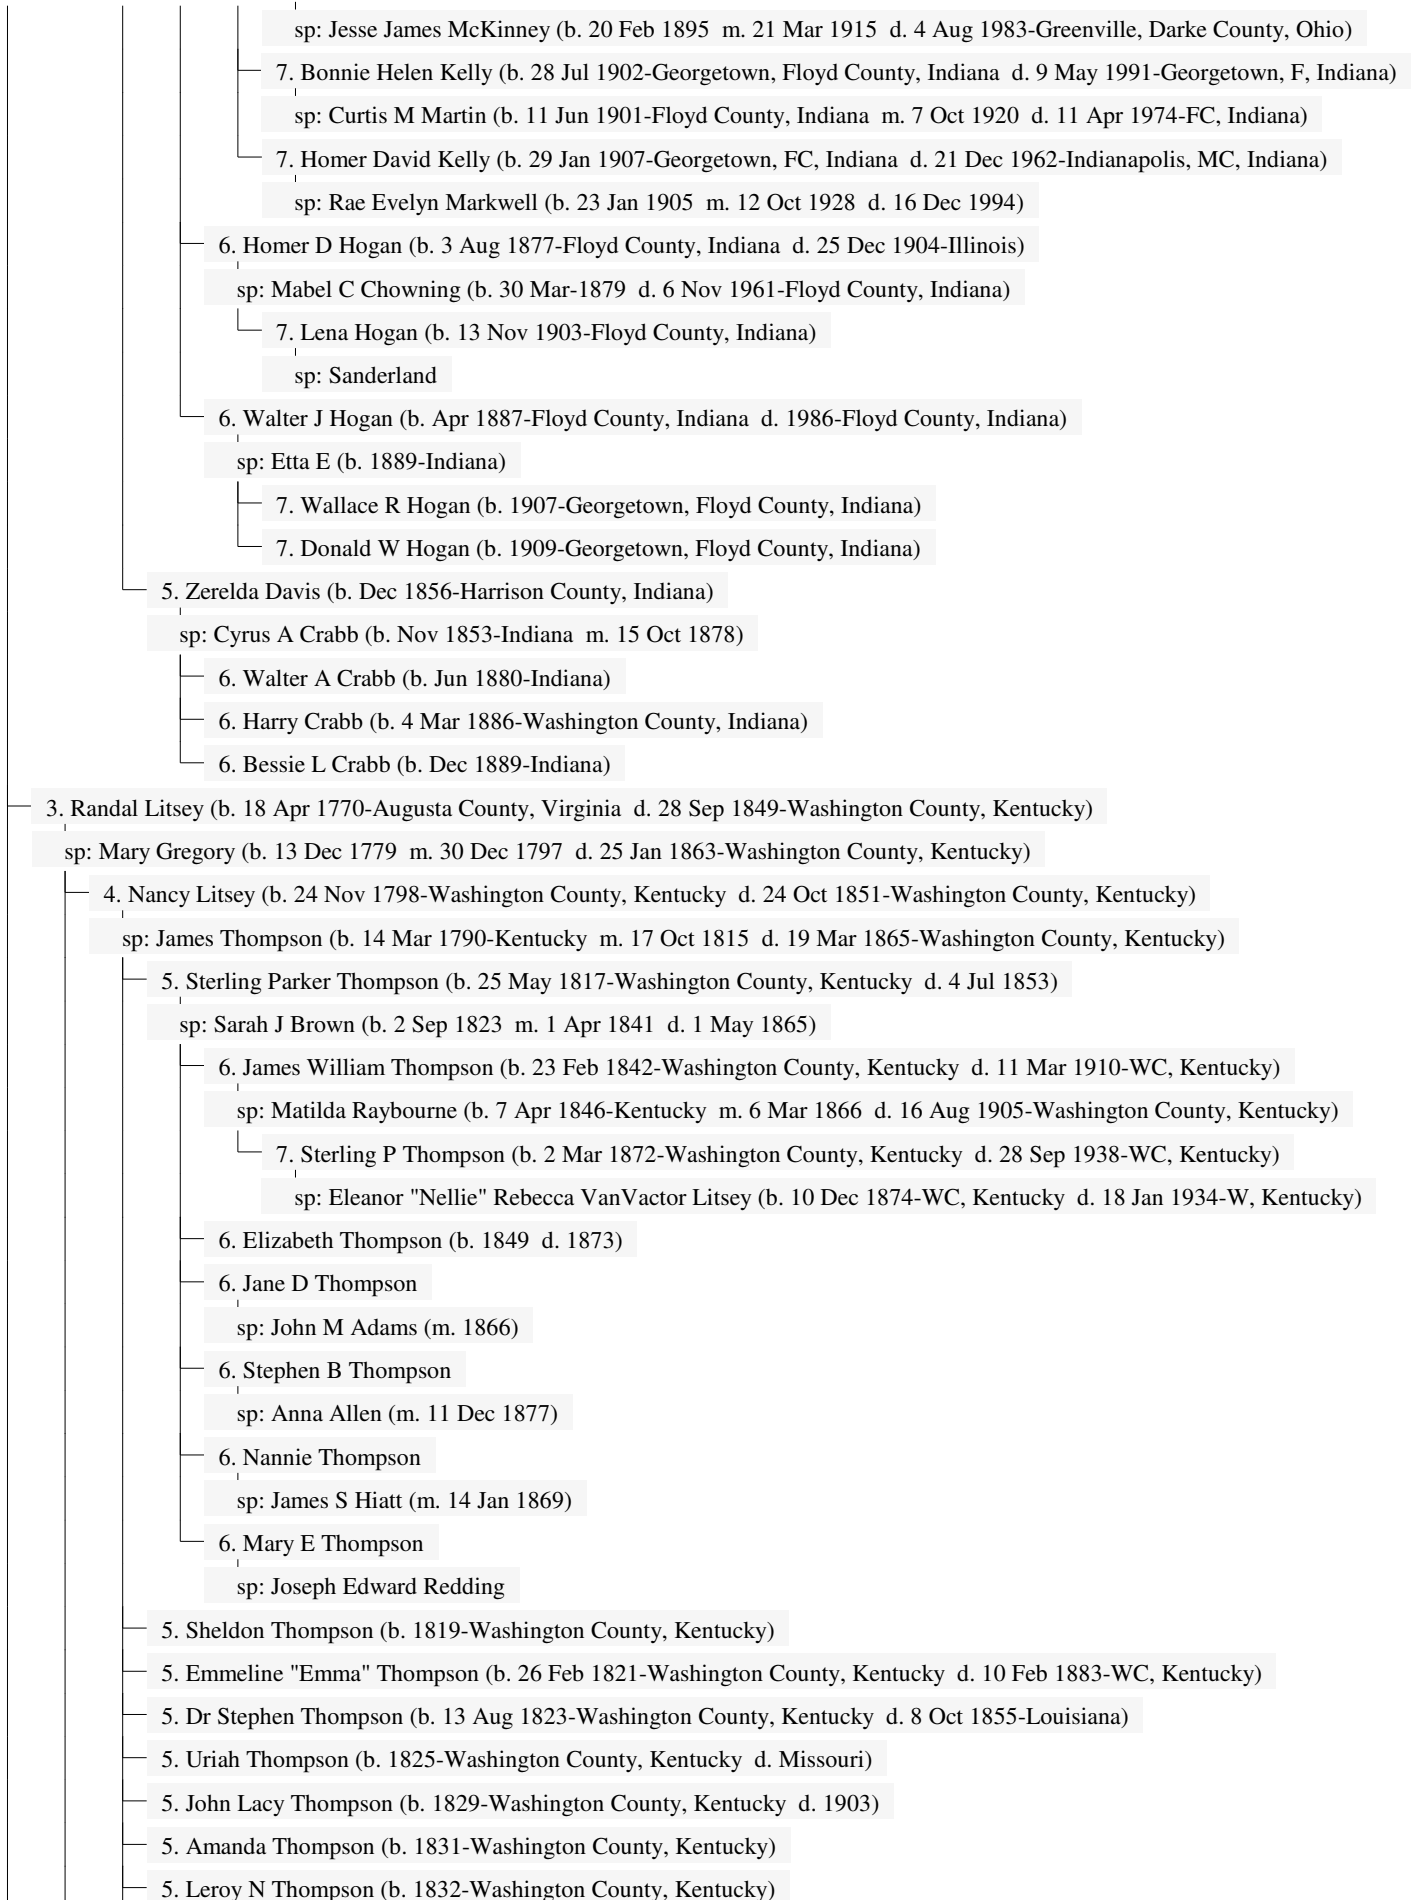 sp: Jesse James McKinney (b. 20 Feb 1895 m. 21 Mar 1915 d. 4 Aug 1983-Greenville, Darke County, Ohio)
7. Bonnie Helen Kelly (b. 28 Jul 1902-Georgetown, Floyd County, Indiana d. 9 May 1991-Georgetown, F, Indiana)
sp: Curtis M Martin (b. 11 Jun 1901-Floyd County, Indiana m. 7 Oct 1920 d. 11 Apr 1974-FC, Indiana)
7. Homer David Kelly (b. 29 Jan 1907-Georgetown, FC, Indiana d. 21 Dec 1962-Indianapolis, MC, Indiana)
sp: Rae Evelyn Markwell (b. 23 Jan 1905 m. 12 Oct 1928 d. 16 Dec 1994)
6. Homer D Hogan (b. 3 Aug 1877-Floyd County, Indiana d. 25 Dec 1904-Illinois)
sp: Mabel C Chowning (b. 30 Mar-1879 d. 6 Nov 1961-Floyd County, Indiana)
7. Lena Hogan (b. 13 Nov 1903-Floyd County, Indiana)
sp: Sanderland
6. Walter J Hogan (b. Apr 1887-Floyd County, Indiana d. 1986-Floyd County, Indiana)
sp: Etta E (b. 1889-Indiana)
7. Wallace R Hogan (b. 1907-Georgetown, Floyd County, Indiana)
7. Donald W Hogan (b. 1909-Georgetown, Floyd County, Indiana)
5. Zerelda Davis (b. Dec 1856-Harrison County, Indiana)
sp: Cyrus A Crabb (b. Nov 1853-Indiana m. 15 Oct 1878)
6. Walter A Crabb (b. Jun 1880-Indiana)
6. Harry Crabb (b. 4 Mar 1886-Washington County, Indiana)
6. Bessie L Crabb (b. Dec 1889-Indiana)
3. Randal Litsey (b. 18 Apr 1770-Augusta County, Virginia d. 28 Sep 1849-Washington County, Kentucky)
sp: Mary Gregory (b. 13 Dec 1779 m. 30 Dec 1797 d. 25 Jan 1863-Washington County, Kentucky)
4. Nancy Litsey (b. 24 Nov 1798-Washington County, Kentucky d. 24 Oct 1851-Washington County, Kentucky)
sp: James Thompson (b. 14 Mar 1790-Kentucky m. 17 Oct 1815 d. 19 Mar 1865-Washington County, Kentucky)
5. Sterling Parker Thompson (b. 25 May 1817-Washington County, Kentucky d. 4 Jul 1853)
sp: Sarah J Brown (b. 2 Sep 1823 m. 1 Apr 1841 d. 1 May 1865)
6. James William Thompson (b. 23 Feb 1842-Washington County, Kentucky d. 11 Mar 1910-WC, Kentucky)
sp: Matilda Raybourne (b. 7 Apr 1846-Kentucky m. 6 Mar 1866 d. 16 Aug 1905-Washington County, Kentucky)
7. Sterling P Thompson (b. 2 Mar 1872-Washington County, Kentucky d. 28 Sep 1938-WC, Kentucky)
sp: Eleanor "Nellie" Rebecca VanVactor Litsey (b. 10 Dec 1874-WC, Kentucky d. 18 Jan 1934-W, Kentucky)
6. Elizabeth Thompson (b. 1849 d. 1873)
6. Jane D Thompson
sp: John M Adams (m. 1866)
6. Stephen B Thompson
sp: Anna Allen (m. 11 Dec 1877)
6. Nannie Thompson
sp: James S Hiatt (m. 14 Jan 1869)
6. Mary E Thompson
sp: Joseph Edward Redding
5. Sheldon Thompson (b. 1819-Washington County, Kentucky)
5. Emmeline "Emma" Thompson (b. 26 Feb 1821-Washington County, Kentucky d. 10 Feb 1883-WC, Kentucky)
5. Dr Stephen Thompson (b. 13 Aug 1823-Washington County, Kentucky d. 8 Oct 1855-Louisiana)
5. Uriah Thompson (b. 1825-Washington County, Kentucky d. Missouri)
5. John Lacy Thompson (b. 1829-Washington County, Kentucky d. 1903)
5. Amanda Thompson (b. 1831-Washington County, Kentucky)
5. Leroy N Thompson (b. 1832-Washington County, Kentucky)